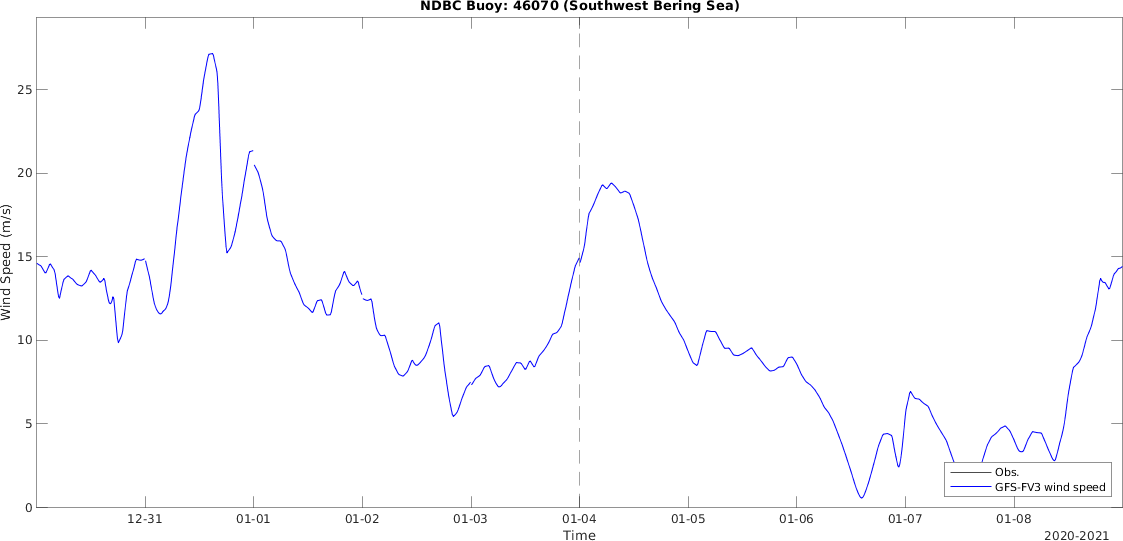 NDBC Buoy: 46070 (Southwest Bering Sea)
Wind Speed (m/s)
25
20
15
10
5
0
12-31 01-01 01-02 01-03 01-04 01-05 01-06 01-07 01-08
Time
2020-2021
Obs.
GFS-FV3 wind speed